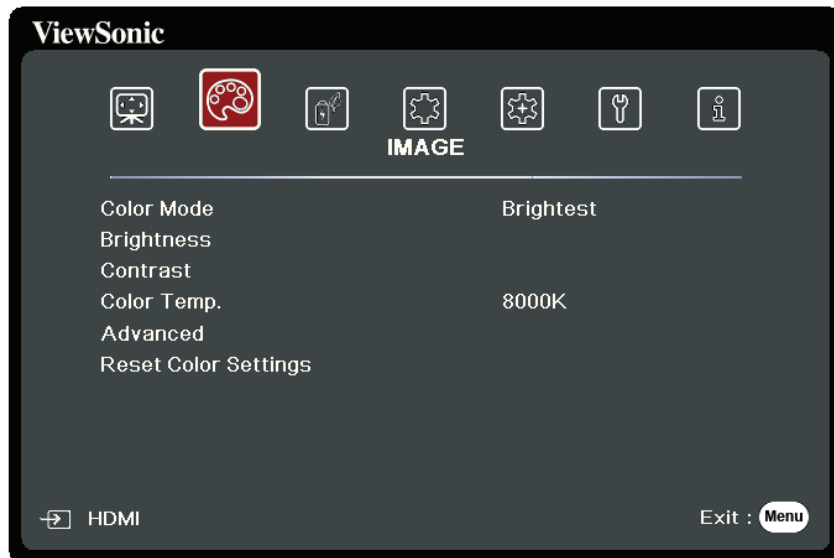 ViewSonic
IMAGE
Color Mode Brightest
Brightness
Contrast
Color Temp. 8000K
Advanced
Reset Color Settings
HDMI Exit : Menu